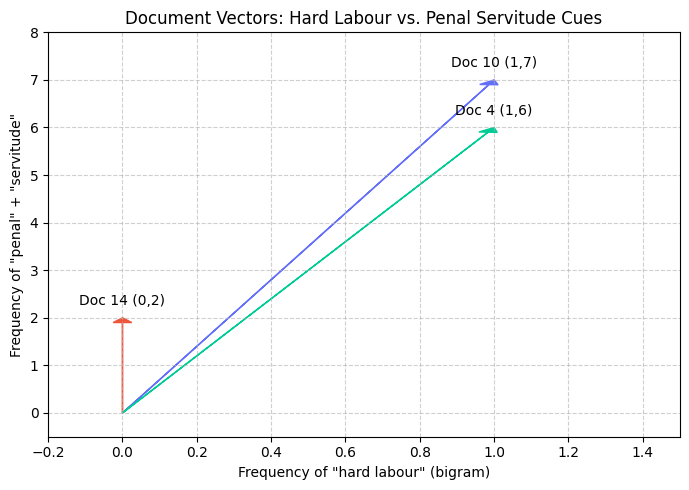 Document Vectors: Hard Labour vs. Penal Servitude Cues
8
Doc 10 (1,7)
7
Doc 4 (1,6)
6
5
4
3
Doc 14 (0,2)
2
1
0
Frequency of "penal" + "servitude"
−0.2 0.0 0.2 0.4 0.6 0.8 1.0 1.2 1.4
Frequency of "hard labour" (bigram)